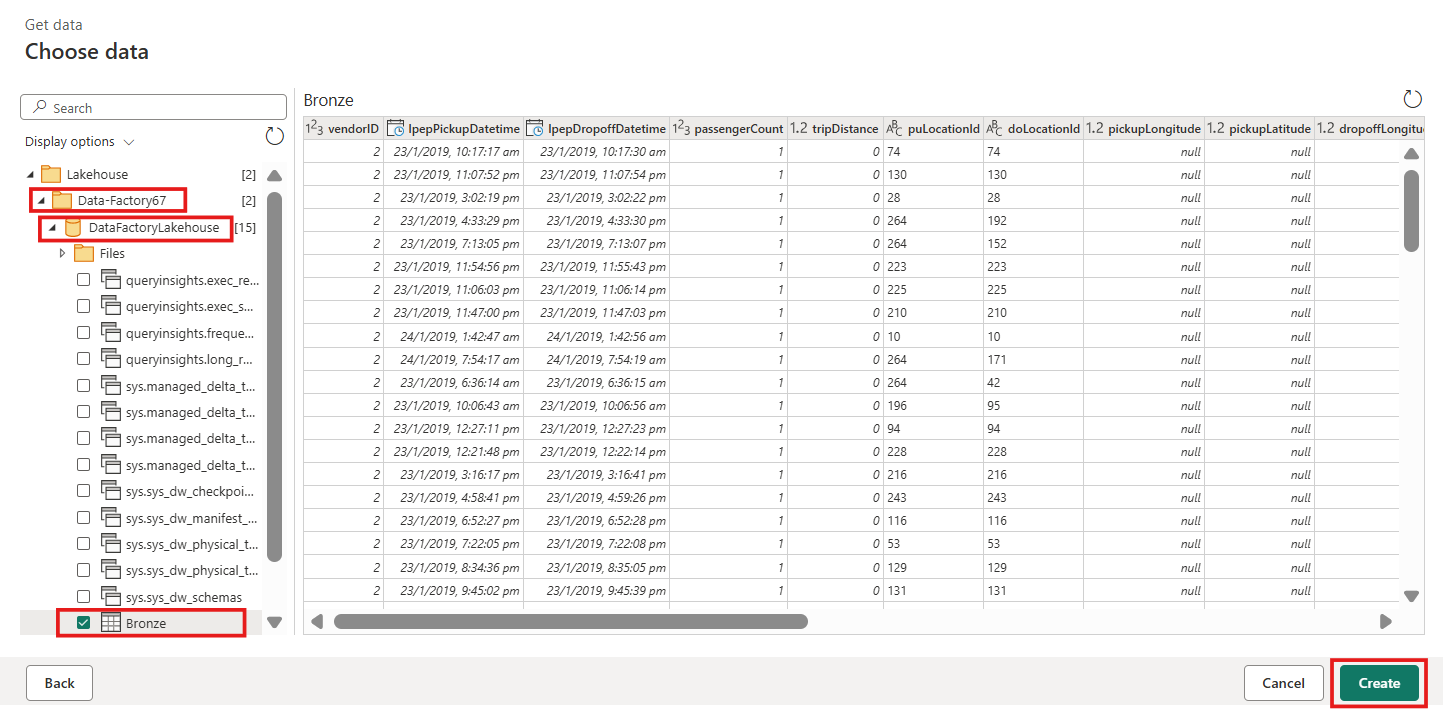 Get data
Choose data
Search
Display options
Lakehouse [2]
Data-Factory67 [2]
DataFactoryLakehouse [15]
Files
queryinsights.exec_re...
queryinsights.exec_s...
queryinsights.freque...
queryinsights.long_r...
sys.managed_delta_t...
sys.managed_delta_t...
sys.managed_delta_t...
sys.managed_delta_t...
sys.sys_dw_checkpoi...
sys.sys_dw_manifest_...
sys.sys_dw_physical_t...
sys.sys_dw_physical_t...
sys.sys_dw_schemas
Bronze
Bronze
1²3 vendorID lpepPickupDatetime lpepDropoffDatetime 1²3 passengerCount 1.2 tripDistance ABC puLocationId ABC doLocationId 1.2 pickupLongitude 1.2 pickupLatitude 1.2 dropoffLongitu
2 23/1/2019, 10:17:17 am 23/1/2019, 10:17:30 am 1 0 74 74 null null
2 23/1/2019, 11:07:52 pm 23/1/2019, 11:07:54 pm 1 0 130 130 null null
2 23/1/2019, 3:02:19 pm 23/1/2019, 3:02:22 pm 1 0 28 28 null null
2 23/1/2019, 4:33:29 pm 23/1/2019, 4:33:30 pm 1 0 264 192 null null
2 23/1/2019, 7:13:05 pm 23/1/2019, 7:13:07 pm 1 0 264 152 null null
2 23/1/2019, 11:54:56 pm 23/1/2019, 11:55:43 pm 1 0 223 223 null null
2 23/1/2019, 11:06:03 pm 23/1/2019, 11:06:14 pm 1 0 225 225 null null
2 23/1/2019, 11:47:00 pm 23/1/2019, 11:47:03 pm 1 0 210 210 null null
2 24/1/2019, 1:42:47 am 24/1/2019, 1:42:56 am 1 0 10 10 null null
2 24/1/2019, 7:54:17 am 24/1/2019, 7:54:19 am 1 0 264 171 null null
2 23/1/2019, 6:36:14 am 23/1/2019, 6:36:15 am 1 0 264 42 null null
2 23/1/2019, 10:06:43 am 23/1/2019, 10:06:56 am 1 0 196 95 null null
2 23/1/2019, 12:27:11 pm 23/1/2019, 12:27:23 pm 1 0 94 94 null null
2 23/1/2019, 12:21:48 pm 23/1/2019, 12:22:14 pm 1 0 228 228 null null
2 23/1/2019, 3:16:17 pm 23/1/2019, 3:16:41 pm 1 0 216 216 null null
2 23/1/2019, 4:58:41 pm 23/1/2019, 4:59:26 pm 1 0 243 243 null null
2 23/1/2019, 6:52:27 pm 23/1/2019, 6:52:28 pm 1 0 116 116 null null
2 23/1/2019, 7:22:05 pm 23/1/2019, 7:22:08 pm 1 0 53 53 null null
2 23/1/2019, 8:34:36 pm 23/1/2019, 8:35:05 pm 1 0 129 129 null null
2 23/1/2019, 9:45:02 pm 23/1/2019, 9:45:39 pm 1 0 131 131 null null
Back Cancel Create